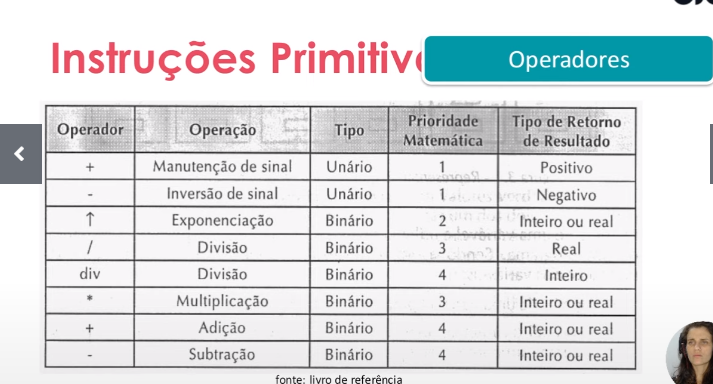 Instruções Primitiv
Operadores
Operador Operação Tipo Prioridade Matemática Tipo de Retorno de Resultado
+ Manutenção de sinal Unário 1 Positivo
- Inversão de sinal Unário 1 Negativo
↑ Exponenciação Binário 2 Inteiro ou real
/ Divisão Binário 3 Real
div Divisão Binário 4 Inteiro
* Multiplicação Binário 3 Inteiro ou real
+ Adição Binário 4 Inteiro ou real
- Subtração Binário 4 Inteiro ou real
fonte: livro de referência